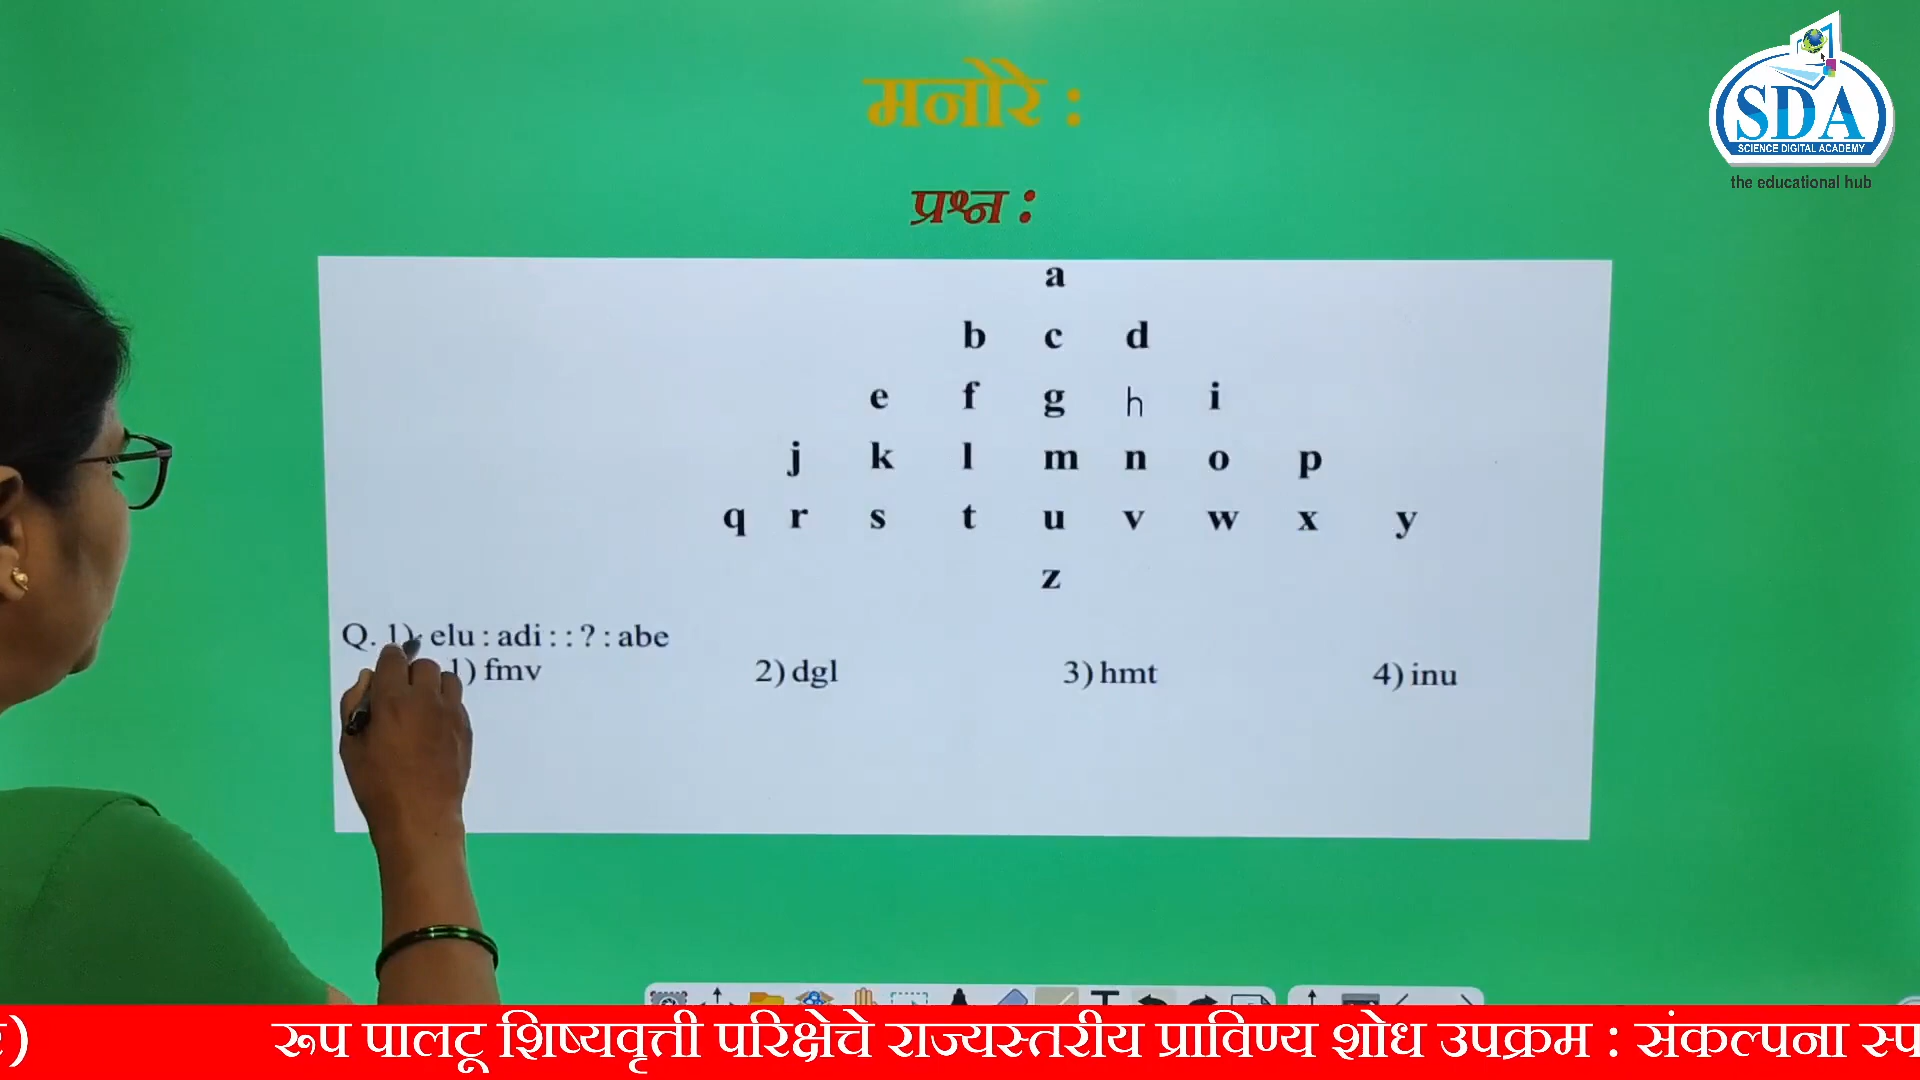 मनोरे :
SDA
SCIENCE DIGITAL ACADEMY
the educational hub
प्रश्न :
a
b c d
e f g h i
j k l m n o p
q r s t u v w x y
z
Q. 1) elu : adi : : ? : abe
1) fmv 2) dgl 3) hmt 4) inu
रूप पालटू शिष्यवृत्ती परिक्षेचे राज्यस्तरीय प्राविण्य शोध उपक्रम : संकल्पना